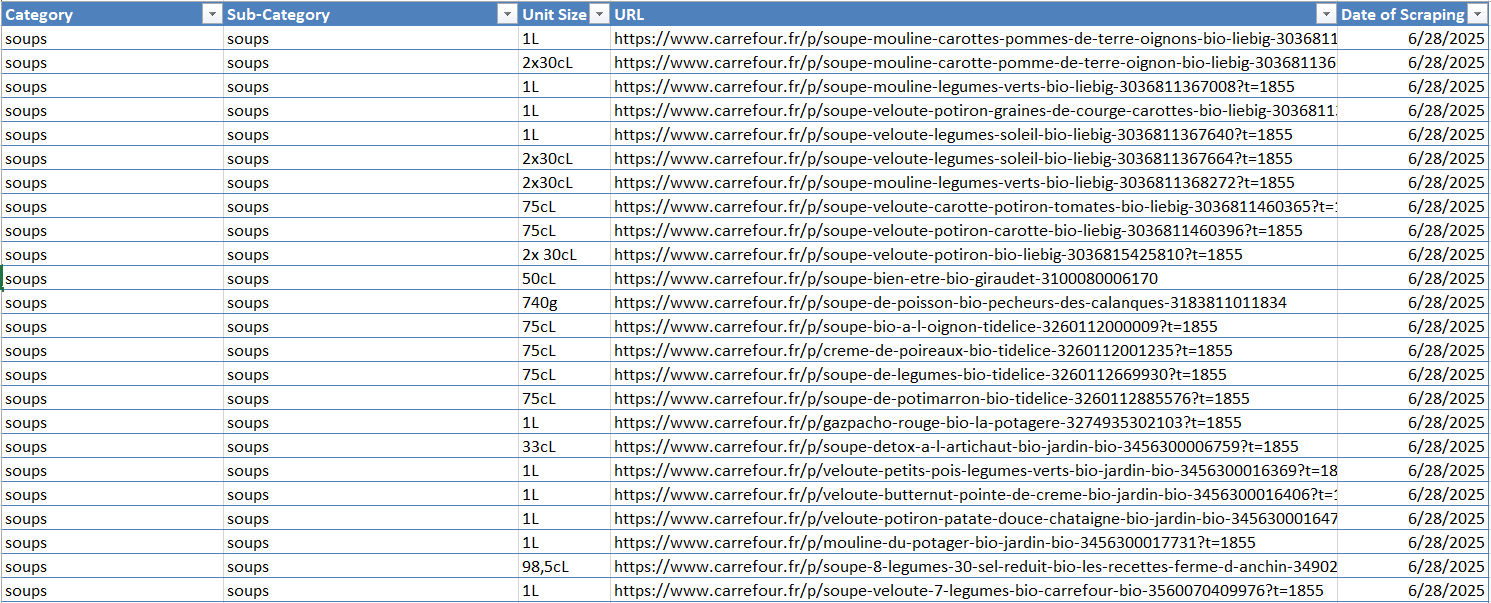 Category Sub-Category Unit Size URL Date of Scraping
soups soups 1L https://www.carrefour.fr/p/soupe-mouline-carottes-pommes-de-terre-oignons-bio-liebig-3036811 6/28/2025
soups soups 2x30cL https://www.carrefour.fr/p/soupe-mouline-carotte-pomme-de-terre-oignon-bio-liebig-303681136 6/28/2025
soups soups 1L https://www.carrefour.fr/p/soupe-mouline-legumes-verts-bio-liebig-3036811367008?t=1855 6/28/2025
soups soups 1L https://www.carrefour.fr/p/soupe-veloute-potiron-graines-de-courge-carottes-bio-liebig-3036811 6/28/2025
soups soups 1L https://www.carrefour.fr/p/soupe-veloute-legumes-soleil-bio-liebig-3036811367640?t=1855 6/28/2025
soups soups 2x30cL https://www.carrefour.fr/p/soupe-veloute-legumes-soleil-bio-liebig-3036811367664?t=1855 6/28/2025
soups soups 2x30cL https://www.carrefour.fr/p/soupe-mouline-legumes-verts-bio-liebig-3036811368272?t=1855 6/28/2025
soups soups 75cL https://www.carrefour.fr/p/soupe-veloute-carotte-potiron-tomates-bio-liebig-3036811460365?t=1 6/28/2025
soups soups 75cL https://www.carrefour.fr/p/soupe-veloute-potiron-carotte-bio-liebig-3036811460396?t=1855 6/28/2025
soups soups 2x 30cL https://www.carrefour.fr/p/soupe-veloute-potiron-bio-liebig-3036815425810?t=1855 6/28/2025
soups soups 50cL https://www.carrefour.fr/p/soupe-bien-etre-bio-giraudet-3100080006170 6/28/2025
soups soups 740g https://www.carrefour.fr/p/soupe-de-poisson-bio-pecheurs-des-calanques-3183811011834 6/28/2025
soups soups 75cL https://www.carrefour.fr/p/soupe-bio-a-l-oignon-tidelice-3260112000009?t=1855 6/28/2025
soups soups 75cL https://www.carrefour.fr/p/creme-de-poireaux-bio-tidelice-3260112001235?t=1855 6/28/2025
soups soups 75cL https://www.carrefour.fr/p/soupe-de-legumes-bio-tidelice-3260112669930?t=1855 6/28/2025
soups soups 75cL https://www.carrefour.fr/p/soupe-de-potimarron-bio-tidelice-3260112885576?t=1855 6/28/2025
soups soups 1L https://www.carrefour.fr/p/gazpacho-rouge-bio-la-potagere-3274935302103?t=1855 6/28/2025
soups soups 33cL https://www.carrefour.fr/p/soupe-detox-a-l-artichaut-bio-jardin-bio-3456300006759?t=1855 6/28/2025
soups soups 1L https://www.carrefour.fr/p/veloute-petits-pois-legumes-verts-bio-jardin-bio-3456300016369?t=18 6/28/2025
soups soups 1L https://www.carrefour.fr/p/veloute-butternut-pointe-de-creme-bio-jardin-bio-3456300016406?t=1 6/28/2025
soups soups 1L https://www.carrefour.fr/p/veloute-potiron-patate-douce-chataigne-bio-jardin-bio-345630001647 6/28/2025
soups soups 1L https://www.carrefour.fr/p/mouline-du-potager-bio-jardin-bio-3456300017731?t=1855 6/28/2025
soups soups 98,5cL https://www.carrefour.fr/p/soupe-8-legumes-30-sel-reduit-bio-les-recettes-ferme-d-anchin-34902 6/28/2025
soups soups 1L https://www.carrefour.fr/p/soupe-veloute-7-legumes-bio-carrefour-bio-3560070409976?t=1855 6/28/2025